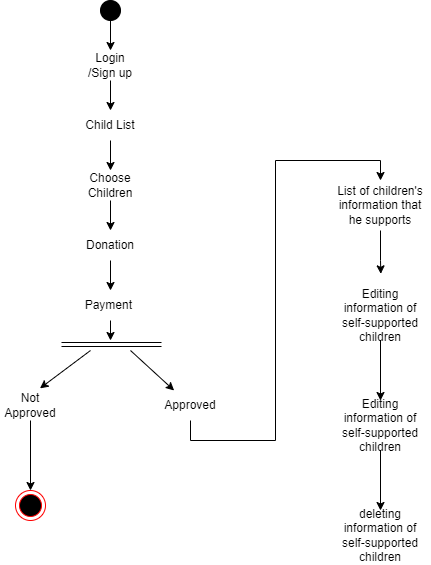 Login
/Sign up
Child List
Choose
Children
Donation
Payment
Not
Approved
Approved
List of children's
information that
he supports
Editing
information of
self-supported
children
Editing
information of
self-supported
children
deleting
information of
self-supported
children